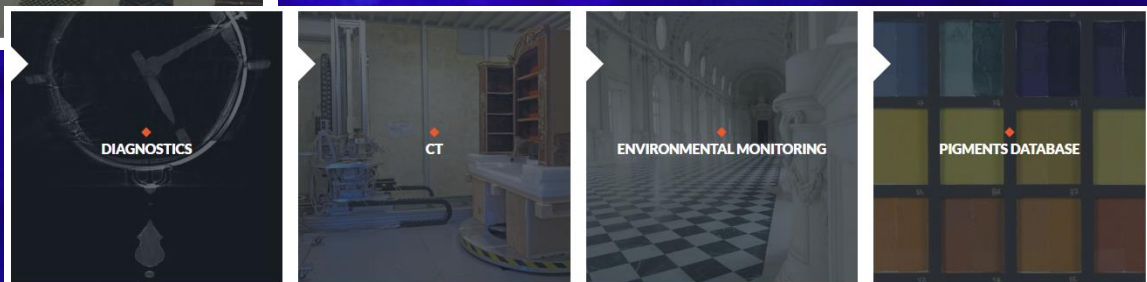 DIAGNOSTICS
CT
ENVIRONMENTAL MONITORING
PIGMENTS DATABASE